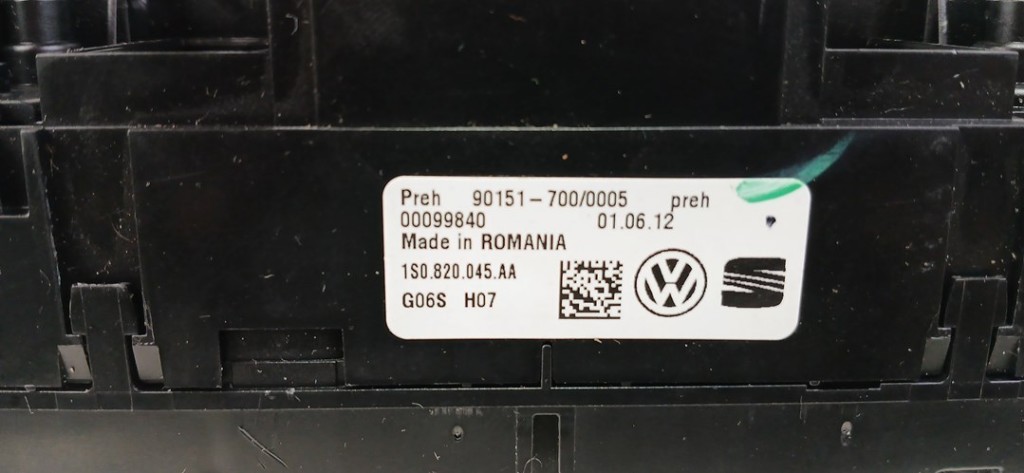 Preh 90151-700/0005 preh
00099840 01.06.12
Made in ROMANIA
1S0.820.045.AA
G06S H07